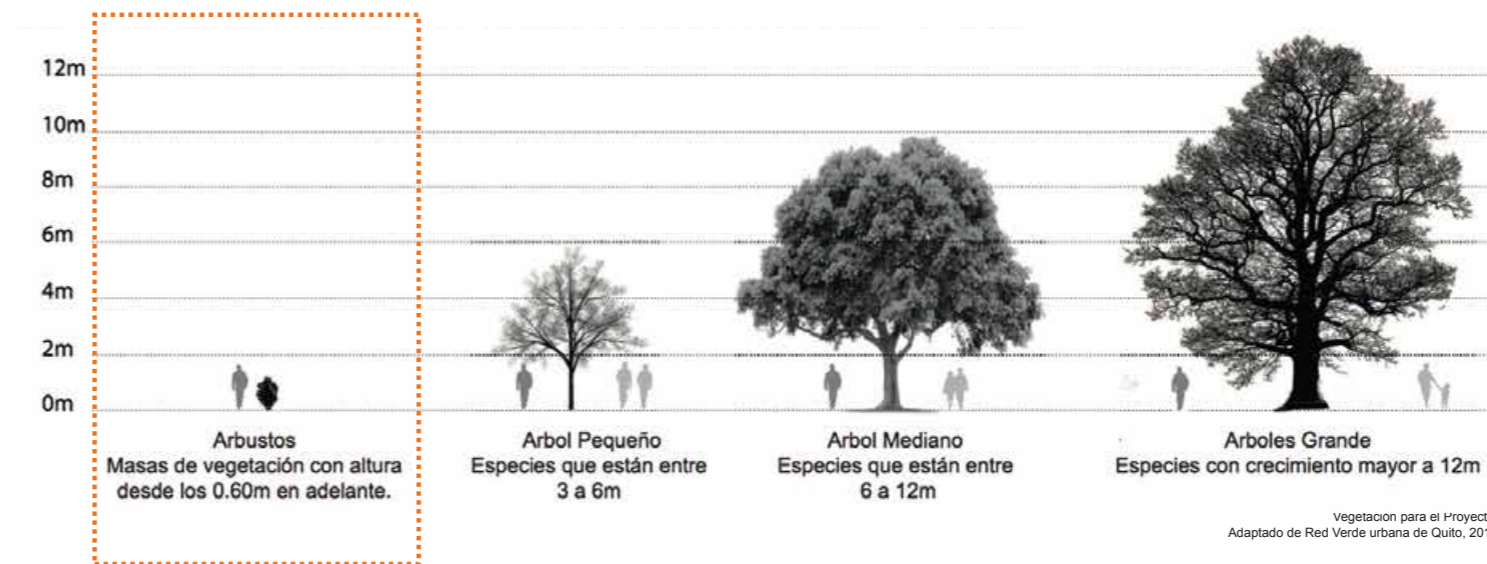 12m
10m
8m
6m
4m
2m
0m
Arbustos
Masas de vegetación con altura
desde los 0.60m en adelante.
Arbol Pequeño
Especies que están entre
3 a 6m
Arbol Mediano
Especies que están entre
6 a 12m
Arboles Grande
Especies con crecimiento mayor a 12m
Vegetación para el Proyect
Adaptado de Red Verde urbana de Quito, 201